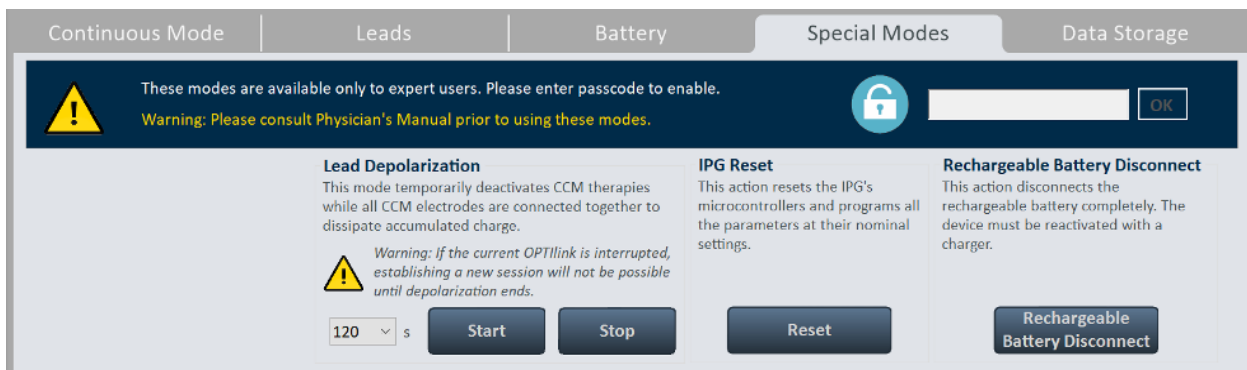 Continuous Mode
Leads
Battery
Special Modes
Data Storage
These modes are available only to expert users. Please enter passcode to enable.
Warning: Please consult Physician's Manual prior to using these modes.
OK
Lead Depolarization
This mode temporarily deactivates CCM therapies
while all CCM electrodes are connected together to
dissipate accumulated charge.
Warning: If the current OPTIlink is interrupted,
establishing a new session will not be possible
until depolarization ends.
120 s
Start
Stop
IPG Reset
This action resets the IPG's
microcontrollers and programs all
the parameters at their nominal
settings.
Reset
Rechargeable Battery Disconnect
This action disconnects the
rechargeable battery completely. The
device must be reactivated with a
charger.
Rechargeable
Battery Disconnect